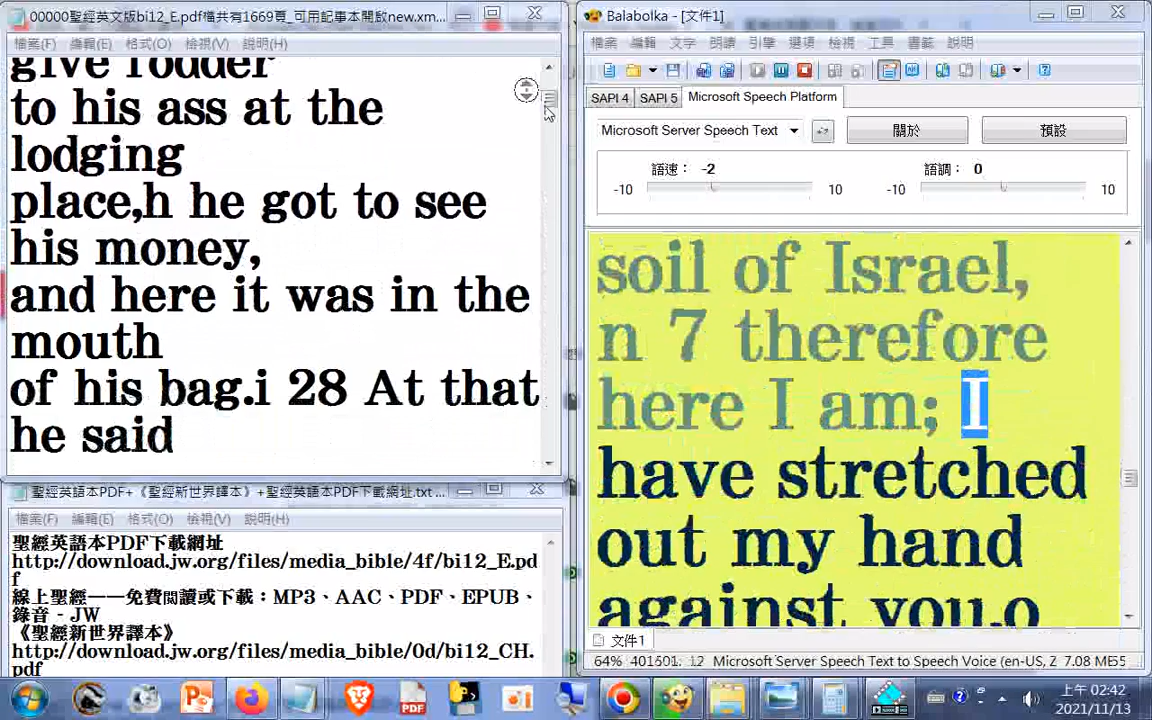 00000聖經英文版bi12_E.pdf檔共有1669頁_可用記事本開啟new.xm...
檔案(F) 編輯(E) 格式(O) 檢視(V) 說明(H)
give fodder
to his ass at the
lodging
place,h he got to see
his money,
and here it was in the
mouth
of his bag.i 28 At that
he said
聖經英語本PDF+《聖經新世界譯本》+聖經英語本PDF下載網址.txt ...
檔案(F) 編輯(E) 格式(O) 檢視(V) 說明(H)
聖經英語本PDF下載網址
http://download.jw.org/files/media_bible/4f/bi12_E.pd
f
線上聖經——免費閱讀或下載：MP3、AAC、PDF、EPUB、
錄音 - JW
《聖經新世界譯本》
http://download.jw.org/files/media_bible/0d/bi12_CH.
pdf
Balabolka - [文件1]
檔案 編輯 文字 朗讀 引擎 選項 檢視 工具 書籤 說明
SAPI 4 SAPI 5 Microsoft Speech Platform
Microsoft Server Speech Text 關於 預設
語速： -2 語調： 0
-10 10 -10 10
soil of Israel,
n 7 therefore
here I am; I
have stretched
out my hand
against you,o
文件1
64% 401501: 12 Microsoft Server Speech Text to Speech Voice (en-US, Z 7.08 MB
上午 02:42
2021/11/13